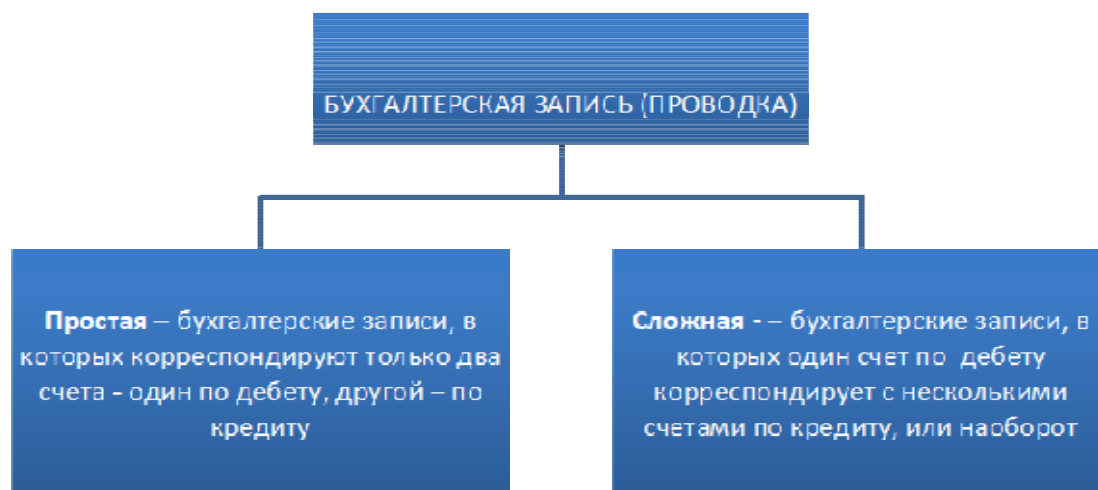 БУХГАЛТЕРСКАЯ ЗАПИСЬ (ПРОВОДКА)
Простая – бухгалтерские записи, в
которых корреспондируют только два
счета - один по дебету, другой – по
кредиту
Сложная - – бухгалтерские записи, в
которых один счет по дебету
корреспондирует с несколькими
счетами по кредиту, или наоборот